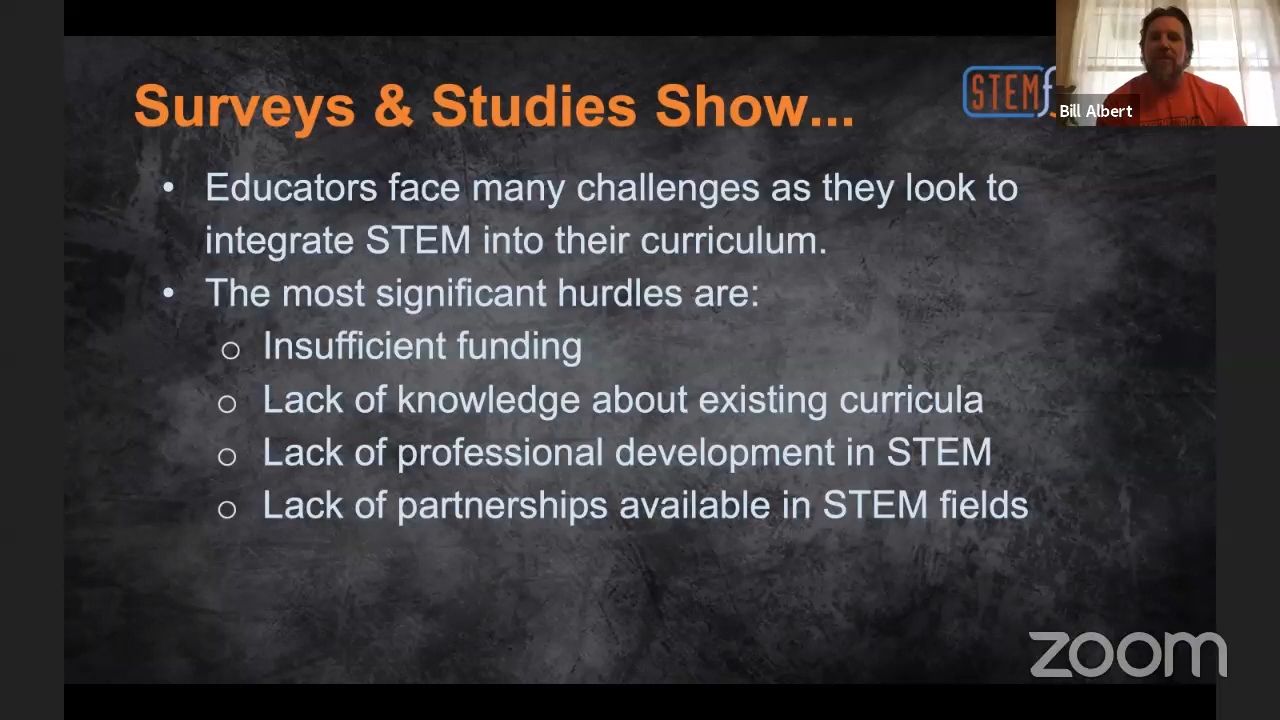 Surveys & Studies Show...
STEM
Bill Albert
• Educators face many challenges as they look to
integrate STEM into their curriculum.
• The most significant hurdles are:
o Insufficient funding
o Lack of knowledge about existing curricula
o Lack of professional development in STEM
o Lack of partnerships available in STEM fields
zoom